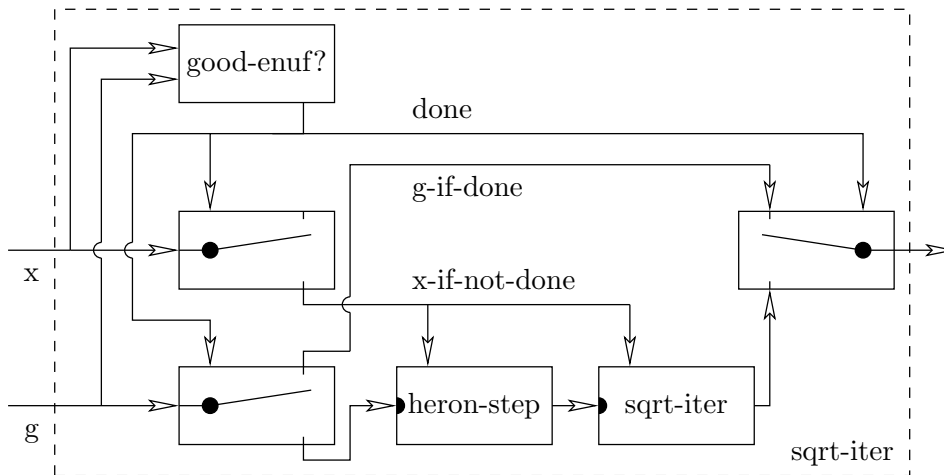 good-enuf?
done
g-if-done
x
x-if-not-done
heron-step
sqrt-iter
g
sqrt-iter